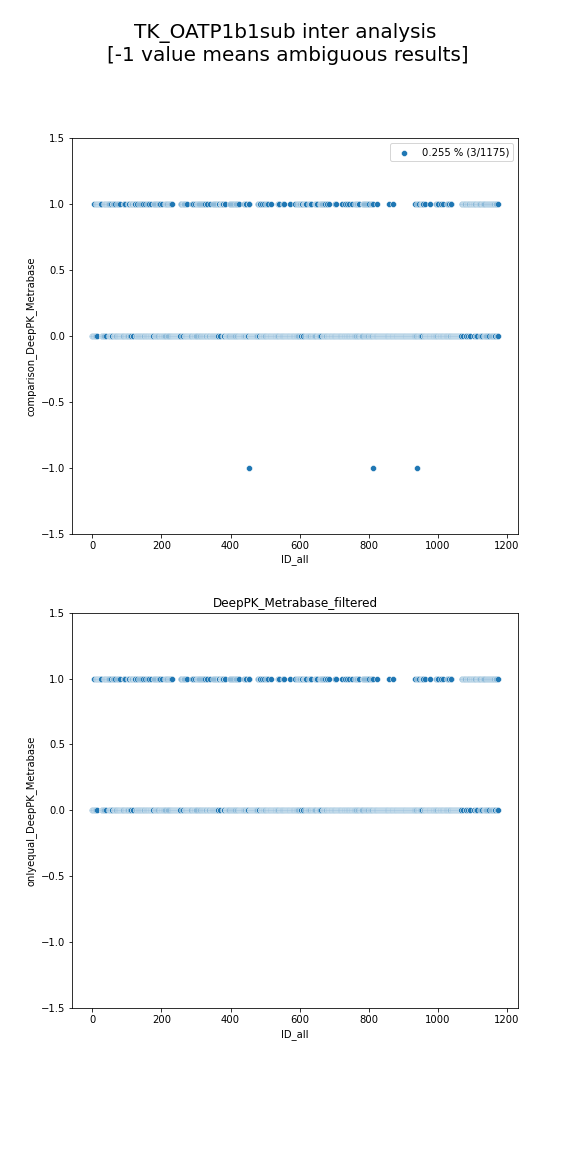 TK_OATP1b1sub inter analysis
[-1 value means ambiguous results]
1.5
0.255 % (3/1175)
1.0
0.5
comparison_DeepPK_Metrabase
0.0
−0.5
−1.0
−1.5
0 200 400 600 800 1000 1200
ID_all
DeepPK_Metrabase_filtered
1.5
1.0
0.5
onlyequal_DeepPK_Metrabase
0.0
−0.5
−1.0
−1.5
0 200 400 600 800 1000 1200
ID_all